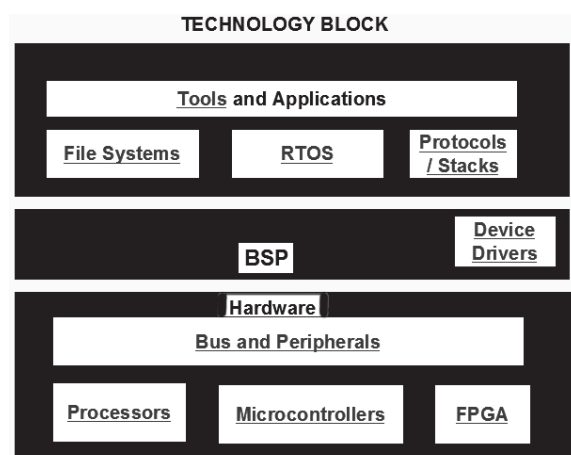 TECHNOLOGY BLOCK
Tools and Applications
File Systems
RTOS
Protocols
/ Stacks
BSP
Device
Drivers
Hardware
Bus and Peripherals
Processors
Microcontrollers
FPGA